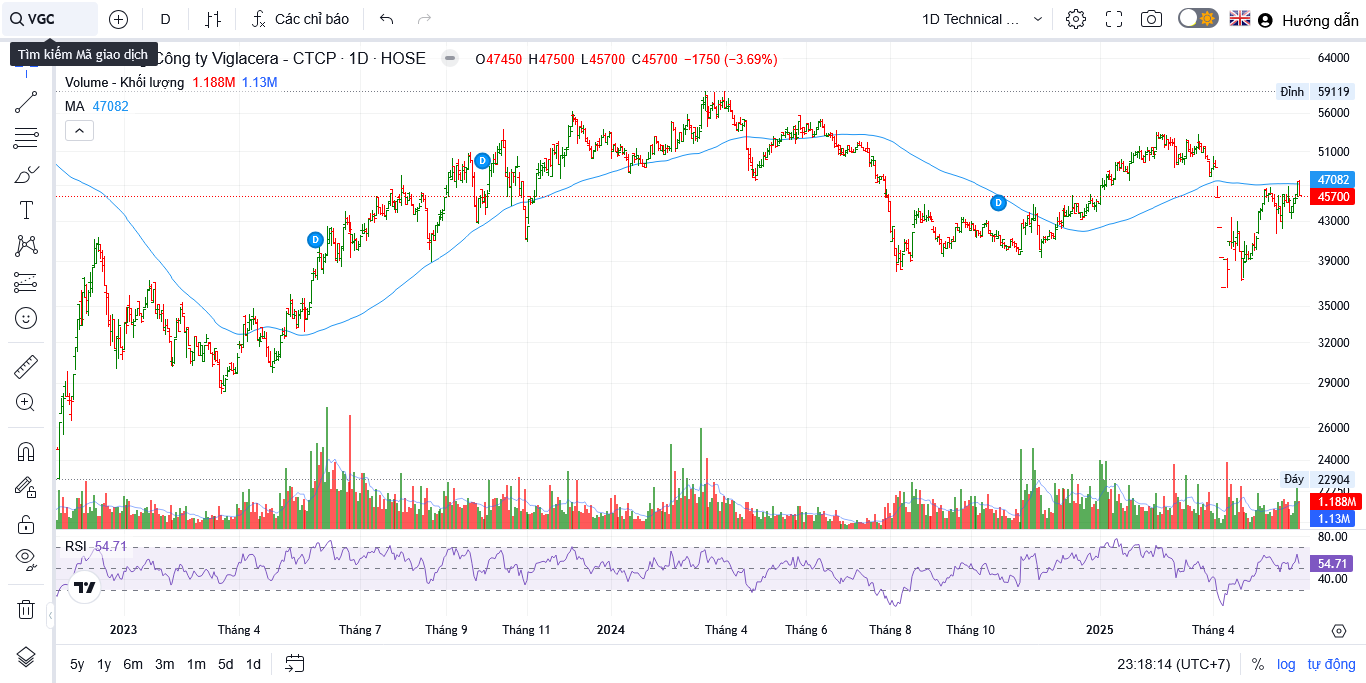 VGC
D
Các chỉ báo
1D Technical ...
Hướng dẫn
Tìm kiếm Mã giao dịch
Công ty Viglacera - CTCP · 1D · HOSE
O47450 H47500 L45700 C45700 −1750 (−3.69%)
Volume - Khối lượng 1.188M 1.13M
MA 47082
64000
Đỉnh 59119
56000
51000
47082
45700
43000
39000
35000
32000
29000
26000
24000
Đáy 22904
1.188M
1.13M
D
D
D
RSI 54.71
80.00
54.71
40.00
2023
Tháng 4
Tháng 7
Tháng 9
Tháng 11
2024
Tháng 4
Tháng 6
Tháng 8
Tháng 10
2025
Tháng 4
5y 1y 6m 3m 1m 5d 1d
23:18:14 (UTC+7)
% log tự động